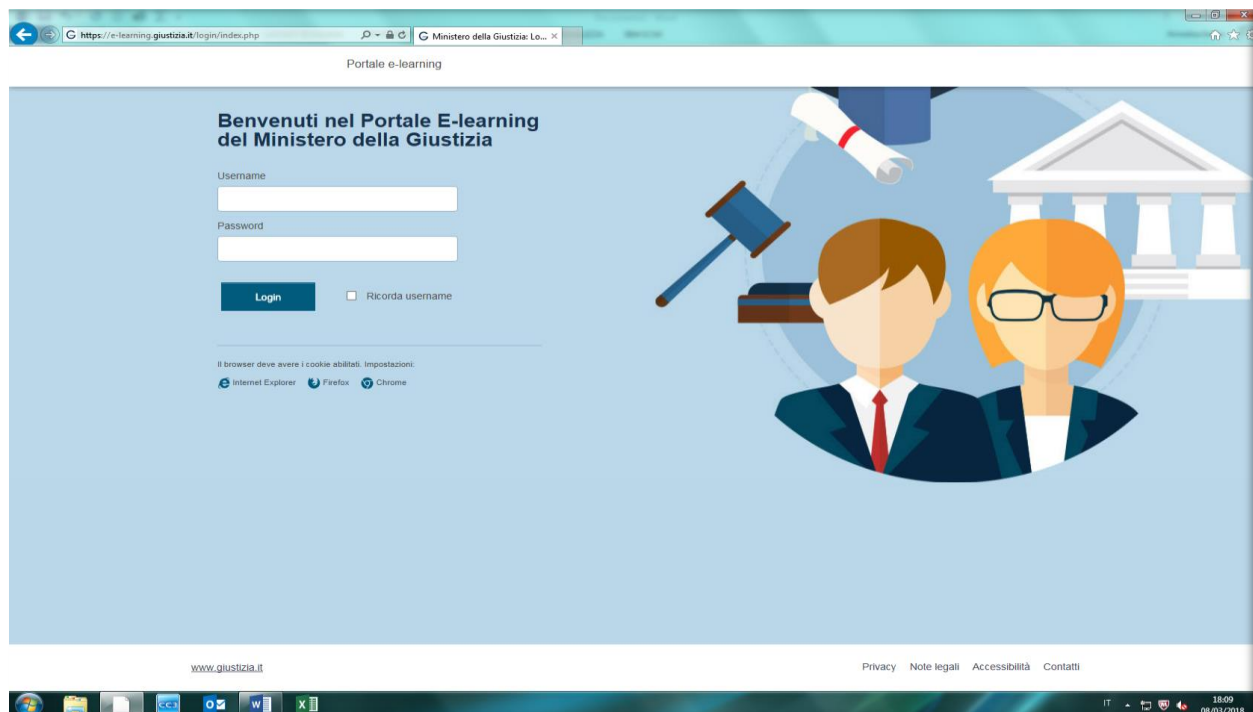 https://e-learning.giustizia.it/login/index.php
Ministero della Giustizia: Lo...
Portale e-learning
Benvenuti nel Portale E-learning
del Ministero della Giustizia
Username
Password
Login
Ricorda username
Il browser deve avere i cookie abilitati. Impostazioni:
Internet Explorer Firefox Chrome
www.giustizia.it
Privacy Note legali Accessibilità Contatti
IT
18:09
08/03/2018